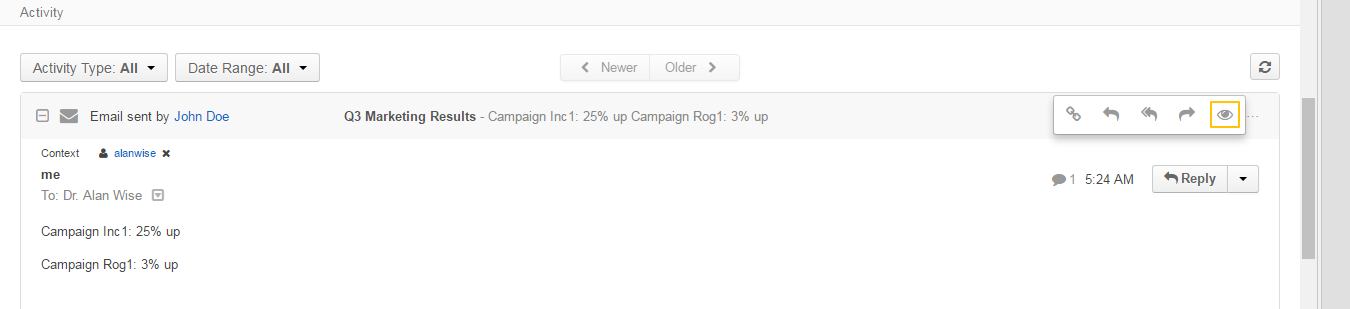 Activity
Activity Type: All Date Range: All Newer Older
Email sent by John Doe Q3 Marketing Results - Campaign Inc1: 25% up Campaign Rog1: 3% up ...
Context alanwise
me
1 5:24 AM Reply
To: Dr. Alan Wise
Campaign Inc1: 25% up
Campaign Rog1: 3% up